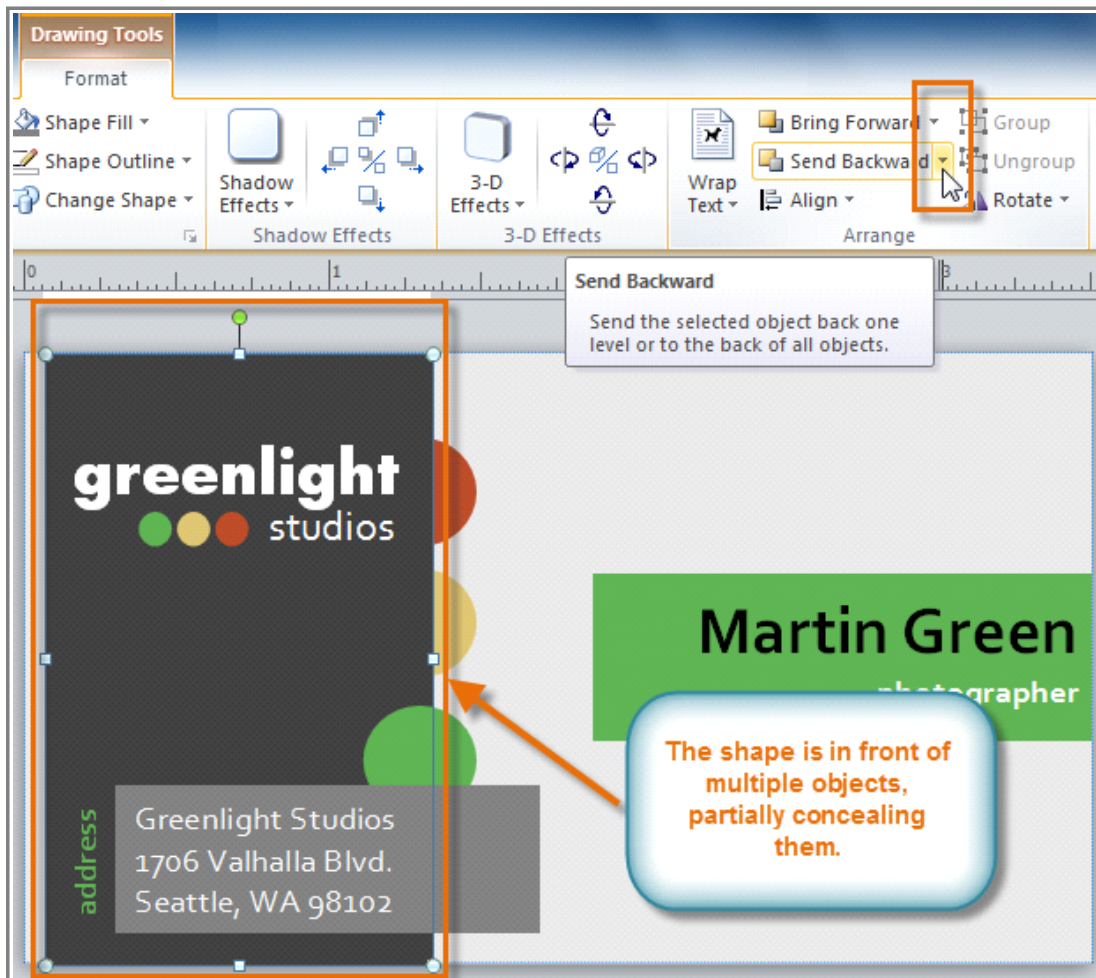 Drawing Tools
Format
Shape Fill
Shape Outline
Change Shape
Shadow
Effects
Shadow Effects
3-D
Effects
3-D Effects
Wrap
Text
Bring Forward
Send Backward
Align
Group
Ungroup
Rotate
Arrange
0
1
3
Send Backward
Send the selected object back one
level or to the back of all objects.
greenlight
studios
Martin Green
photographer
The shape is in front of
multiple objects,
partially concealing
them.
address
Greenlight Studios
1706 Valhalla Blvd.
Seattle, WA 98102